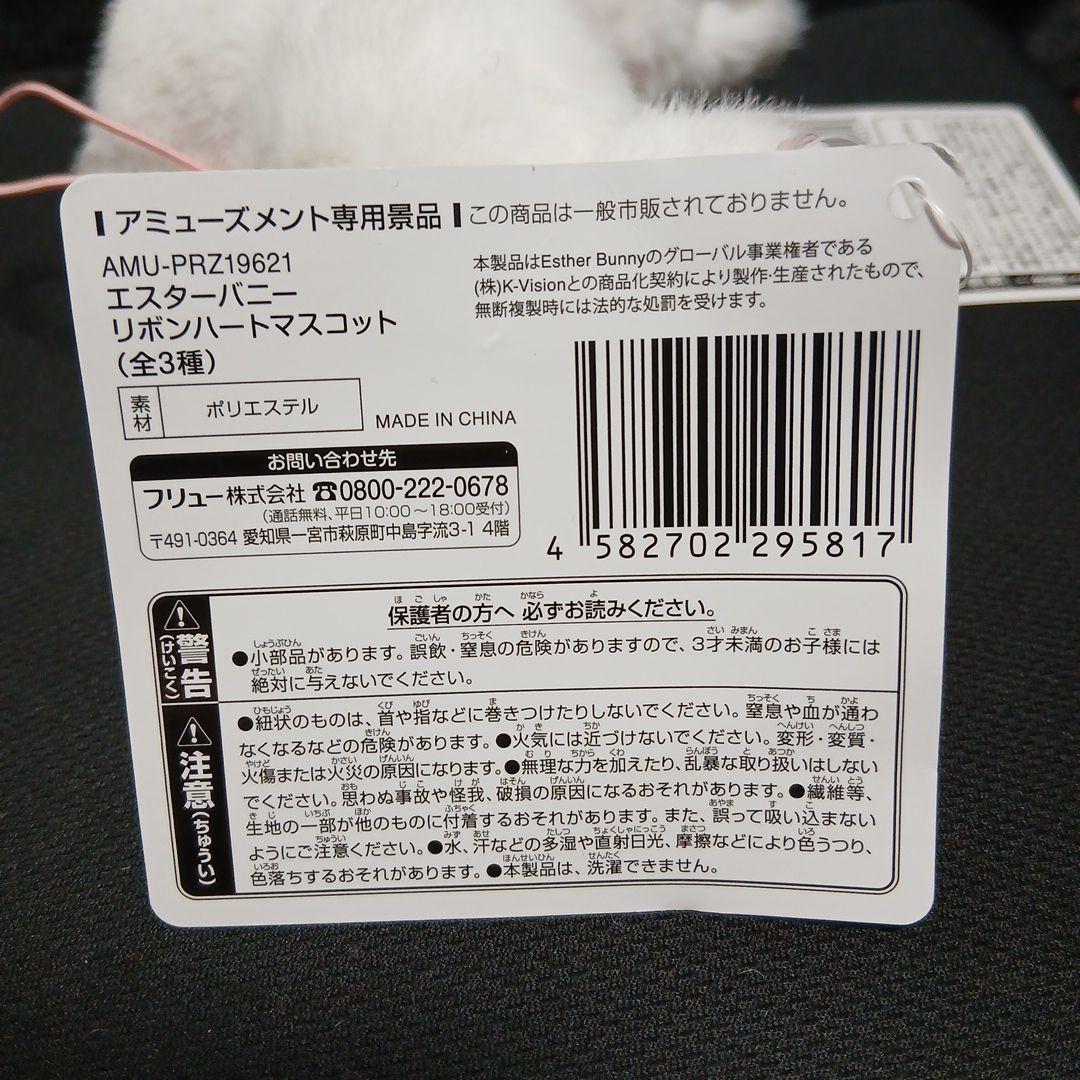 アミューズメント専用景品 この商品は一般市販されておりません。
AMU-PRZ19621
エスターバニー
リボンハートマスコット
(全3種)
本製品はEsther Bunnyのグローバル事業権者である
(株)K-Visionとの商品化契約により製作・生産されたもので、
無断複製時には法的な処罰を受けます。
素材 ポリエステル
MADE IN CHINA
お問い合わせ先
フリュー株式会社 ☎0800-222-0678
(通話無料、平日10:00~18:00受付)
〒491-0364 愛知県一宮市萩原町中島字流3-1 4階
4 582702 295817
保護者の方へ 必ずお読みください。
警告(けいこく)
●小部品があります。誤飲・窒息の危険がありますので、3才未満のお子様には
絶対に与えないでください。
注意(ちゅうい)
●紐状のものは、首や指などに巻きつけたりしないでください。窒息や血が通わ
なくなるなどの危険があります。●火気には近づけないでください。変形・変質・
火傷または火災の原因になります。●無理な力を加えたり、乱暴な取り扱いはしない
でください。思わぬ事故や怪我、破損の原因になるおそれがあります。●繊維等、
生地の一部が他のものに付着するおそれがあります。また、誤って吸い込まない
ようにご注意ください。●水、汗などの多湿や直射日光、摩擦などにより色うつり、
色落ちするおそれがあります。●本製品は、洗濯できません。